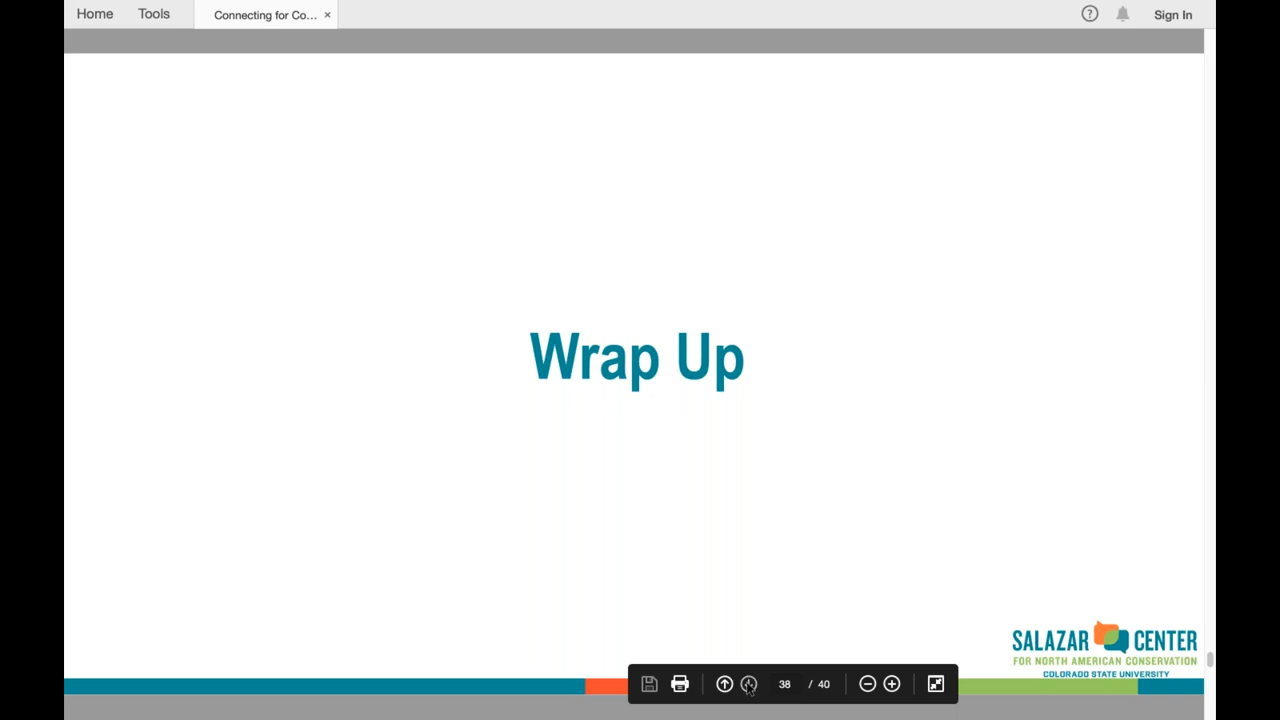 Home Tools Connecting for Co... × ? Sign In
Wrap Up
SALAZAR CENTER
FOR NORTH AMERICAN CONSERVATION
COLORADO STATE UNIVERSITY
38 / 40